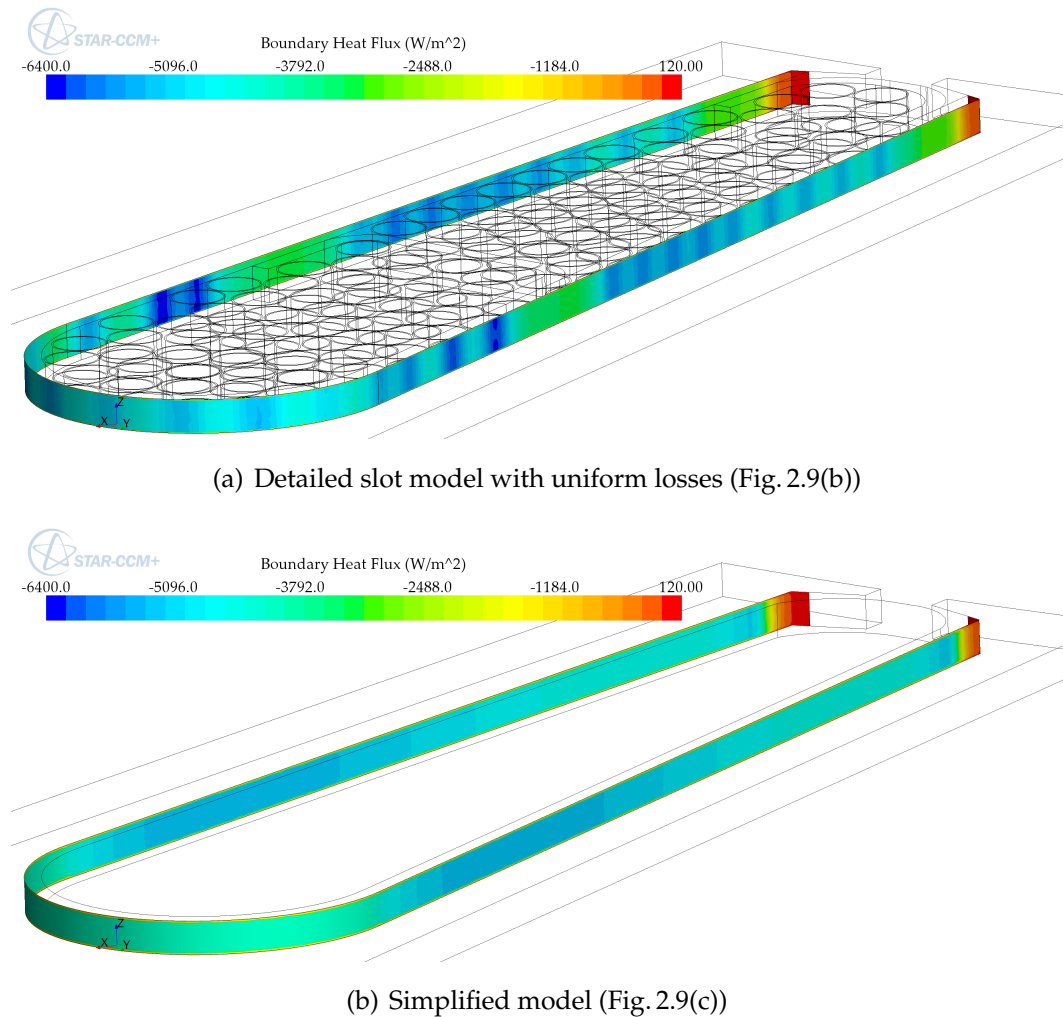 STAR-CCM+
Boundary Heat Flux (W/m^2)
-6400.0 -5096.0 -3792.0 -2488.0 -1184.0 120.00
Z
X Y
(a) Detailed slot model with uniform losses (Fig. 2.9(b))
STAR-CCM+
Boundary Heat Flux (W/m^2)
-6400.0 -5096.0 -3792.0 -2488.0 -1184.0 120.00
Z
X Y
(b) Simplified model (Fig. 2.9(c))